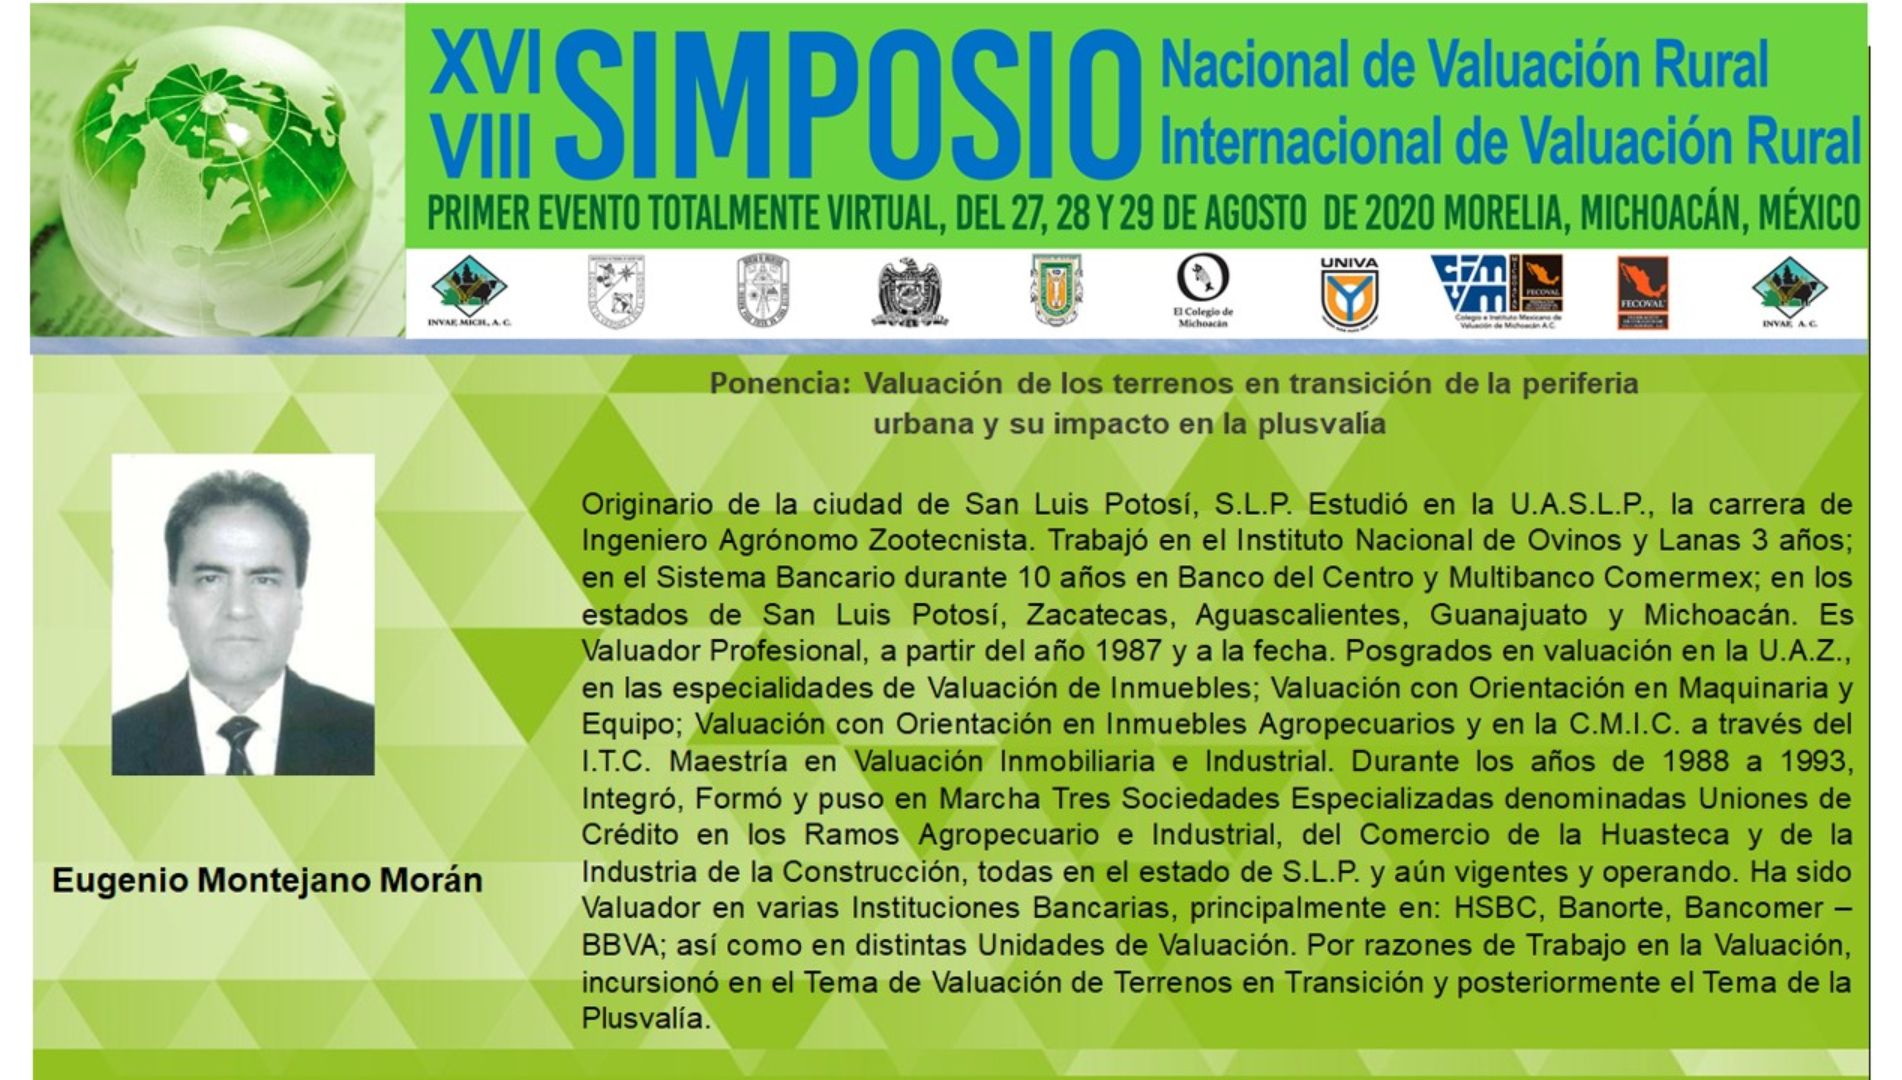 XVI SIMPOSIO Nacional de Valuación Rural
VIII Internacional de Valuación Rural
PRIMER EVENTO TOTALMENTE VIRTUAL, DEL 27, 28 Y 29 DE AGOSTO DE 2020 MORELIA, MICHOACÁN, MÉXICO
INVAF, MICH., A. C.
El Colegio de
Michoacán
UNIVA
MICHOACÁN
FECOVAL
Colegio e Instituto Mexicano de
Valuación de Michoacán A.C.
FECOVAL
INVAF, A. C.
Ponencia: Valuación de los terrenos en transición de la periferia
urbana y su impacto en la plusvalía
Originario de la ciudad de San Luis Potosí, S.L.P. Estudió en la U.A.S.L.P., la carrera de
Ingeniero Agrónomo Zootecnista. Trabajó en el Instituto Nacional de Ovinos y Lanas 3 años;
en el Sistema Bancario durante 10 años en Banco del Centro y Multibanco Comermex; en los
estados de San Luis Potosí, Zacatecas, Aguascalientes, Guanajuato y Michoacán. Es
Valuador Profesional, a partir del año 1987 y a la fecha. Posgrados en valuación en la U.A.Z.,
en las especialidades de Valuación de Inmuebles; Valuación con Orientación en Maquinaria y
Equipo; Valuación con Orientación en Inmuebles Agropecuarios y en la C.M.I.C. a través del
I.T.C. Maestría en Valuación Inmobiliaria e Industrial. Durante los años de 1988 a 1993,
Integró, Formó y puso en Marcha Tres Sociedades Especializadas denominadas Uniones de
Crédito en los Ramos Agropecuario e Industrial, del Comercio de la Huasteca y de la
Industria de la Construcción, todas en el estado de S.L.P. y aún vigentes y operando. Ha sido
Valuador en varias Instituciones Bancarias, principalmente en: HSBC, Banorte, Bancomer –
BBVA; así como en distintas Unidades de Valuación. Por razones de Trabajo en la Valuación,
incursionó en el Tema de Valuación de Terrenos en Transición y posteriormente el Tema de la
Plusvalía.
Eugenio Montejano Morán